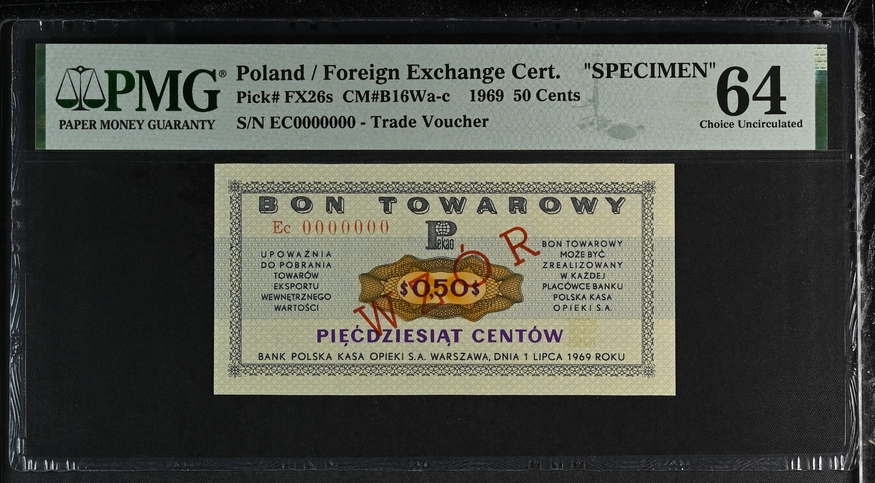 PMG®
PAPER MONEY GUARANTY
Poland / Foreign Exchange Cert. "SPECIMEN"
Pick# FX26s CM#B16Wa-c 1969 50 Cents
S/N EC0000000 - Trade Voucher
64
Choice Uncirculated
BON TOWAROWY
Ec 0000000
Pekao
UPOWAŻNIA
DO POBRANIA
TOWARÓW
EKSPORTU
WEWNĘTRZNEGO
WARTOŚCI
$0,50$
WZÓR
BON TOWAROWY
MOŻE BYĆ
ZREALIZOWANY
W KAŻDEJ
PLACÓWCE BANKU
POLSKA KASA
OPIEKI S.A.
PIĘĆDZIESIĄT CENTÓW
BANK POLSKA KASA OPIEKI S.A. WARSZAWA, DNIA 1 LIPCA 1969 ROKU